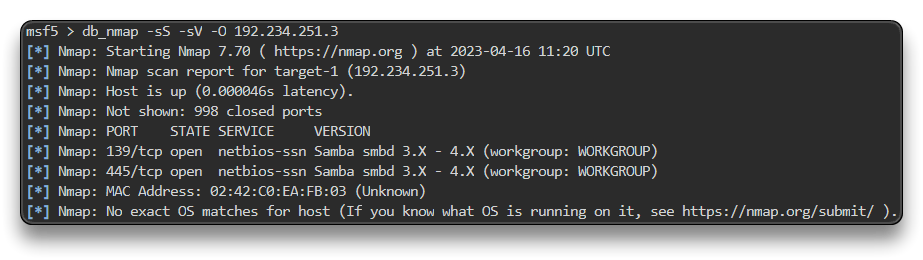 msf5 > db_nmap -sS -sV -O 192.234.251.3
[*] Nmap: Starting Nmap 7.70 ( https://nmap.org ) at 2023-04-16 11:20 UTC
[*] Nmap: Nmap scan report for target-1 (192.234.251.3)
[*] Nmap: Host is up (0.000046s latency).
[*] Nmap: Not shown: 998 closed ports
[*] Nmap: PORT    STATE SERVICE     VERSION
[*] Nmap: 139/tcp open  netbios-ssn Samba smbd 3.X - 4.X (workgroup: WORKGROUP)
[*] Nmap: 445/tcp open  netbios-ssn Samba smbd 3.X - 4.X (workgroup: WORKGROUP)
[*] Nmap: MAC Address: 02:42:C0:EA:FB:03 (Unknown)
[*] Nmap: No exact OS matches for host (If you know what OS is running on it, see https://nmap.org/submit/ ).